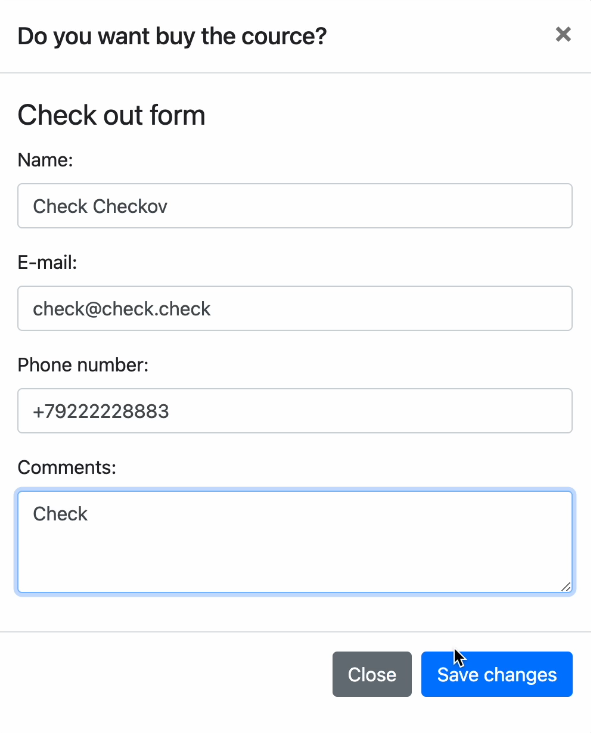 Do you want buy the cource?
×
Check out form
Name:
Check Checkov
E-mail:
check@check.check
Phone number:
+79222228883
Comments:
Check
Close Save changes